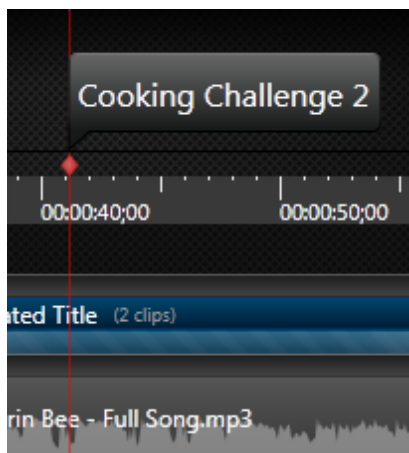 Cooking Challenge 2
00:00:40;00 00:00:50;00
ated Title (2 clips)
rin Bee - Full Song.mp3